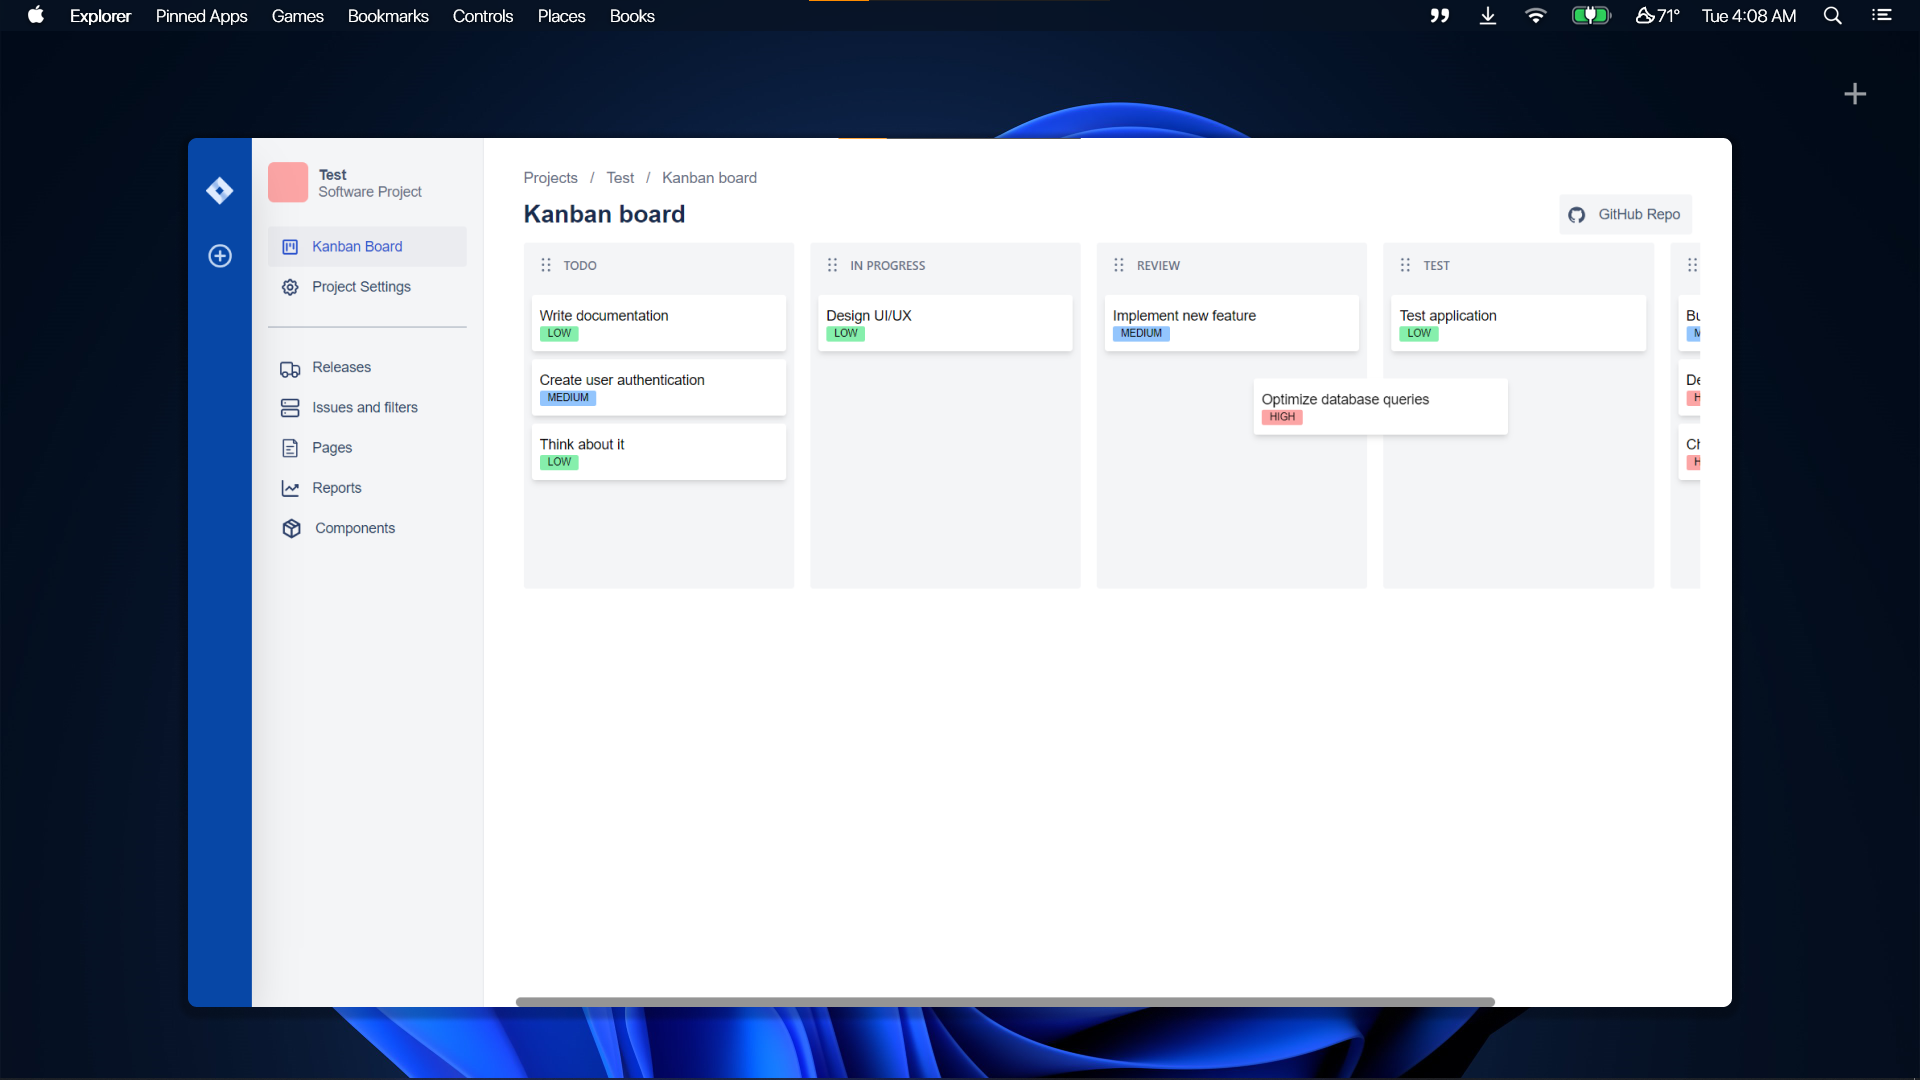 Explorer Pinned Apps Games Bookmarks Controls Places Books 71° Tue 4:08 AM
Test
Software Project
Kanban Board
Project Settings
Releases
Issues and filters
Pages
Reports
Components
Projects / Test / Kanban board
Kanban board
GitHub Repo
TODO
Write documentation
LOW
Create user authentication
MEDIUM
Think about it
LOW
IN PROGRESS
Design UI/UX
LOW
REVIEW
Implement new feature
MEDIUM
Optimize database queries
HIGH
TEST
Test application
LOW